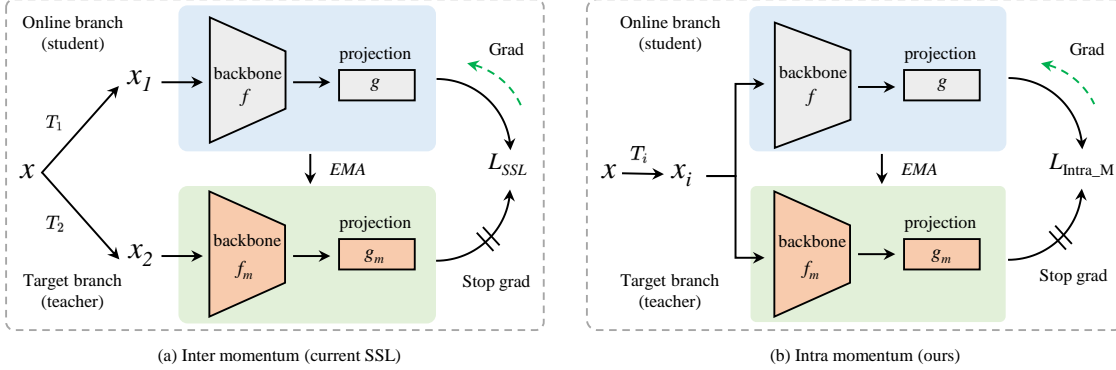 Online branch
(student)
T1
x
T2
Target branch
(teacher)
x1
x2
backbone
f
projection
g
EMA
backbone
fm
projection
gm
Grad
LSSL
Stop grad
(a) Inter momentum (current SSL)
Online branch
(student)
x
Ti
xi
Target branch
(teacher)
backbone
f
projection
g
EMA
backbone
fm
projection
gm
Grad
LIntra_M
Stop grad
(b) Intra momentum (ours)